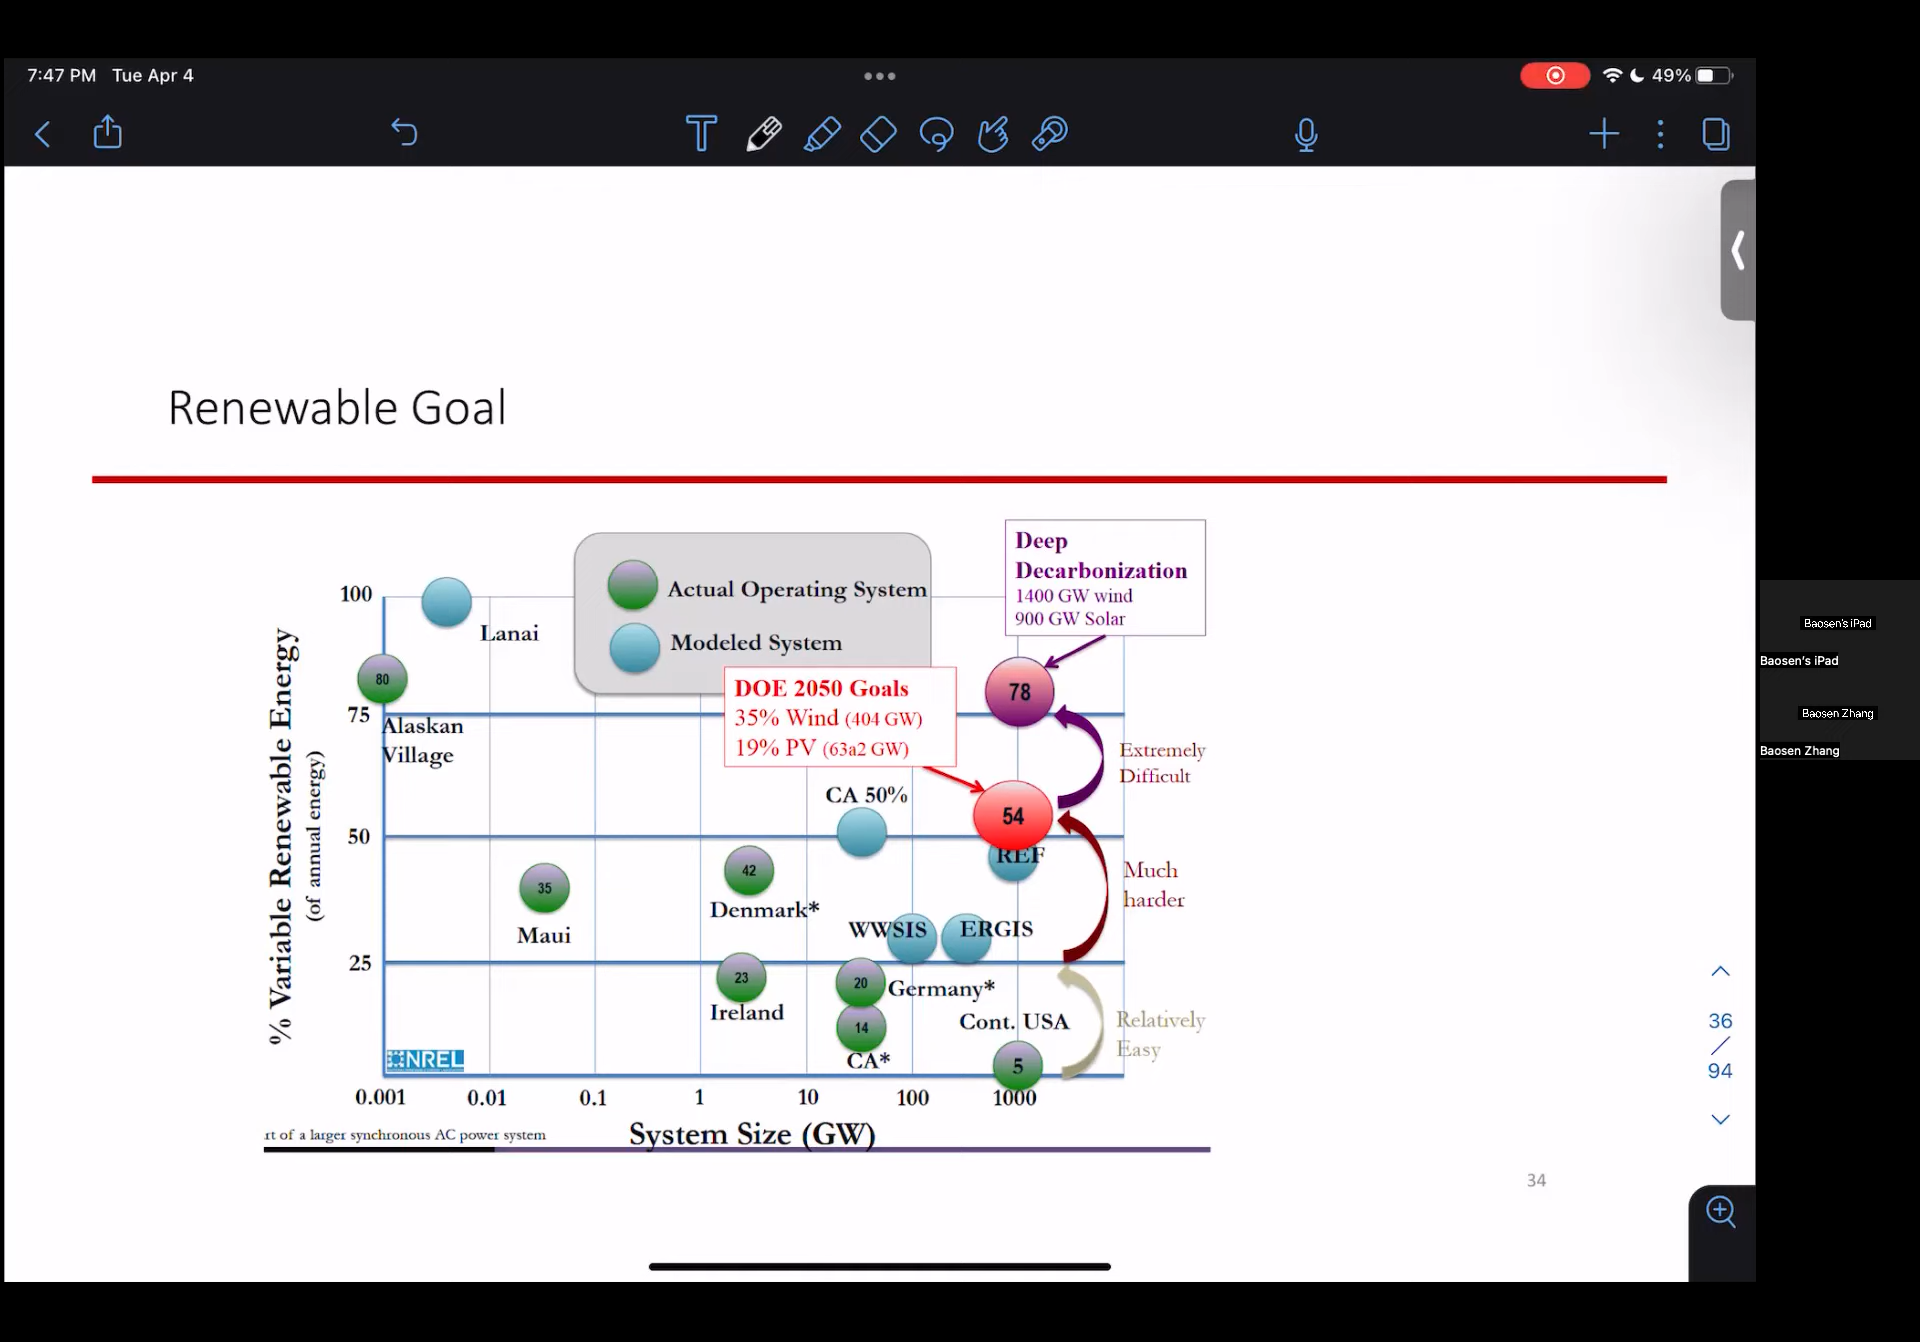 7:47 PM Tue Apr 4
49%
Renewable Goal
Deep
Decarbonization
1400 GW wind
900 GW Solar
Actual Operating System
Modeled System
DOE 2050 Goals
35% Wind (404 GW)
19% PV (63a2 GW)
% Variable Renewable Energy
(of annual energy)
100
75
50
25
Lanai
80
Alaskan
Village
78
Extremely
Difficult
CA 50%
54
REF
Much
harder
35
Maui
42
Denmark*
WWSIS
ERGIS
23
Ireland
20
Germany*
14
CA*
Cont. USA
5
Relatively
Easy
NREL
0.001 0.01 0.1 1 10 100 1000
System Size (GW)
rt of a larger synchronous AC power system
34
36
/
94
Baosen's iPad
Baosen's iPad
Baosen Zhang
Baosen Zhang